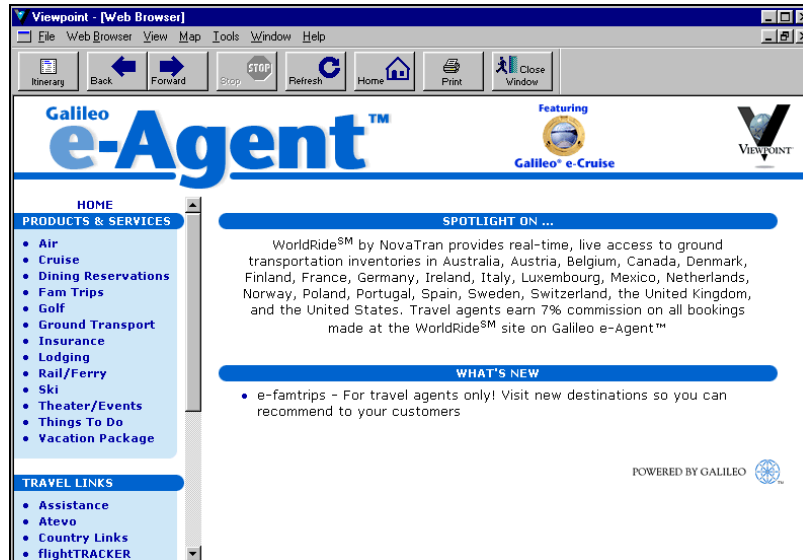 Viewpoint - [Web Browser]
File Web Browser View Map Tools Window Help
Itinerary Back Forward Stop STOP Refresh Home Print Close Window
Galileo
e-Agent™
Featuring
Galileo® e-Cruise
VIEWPOINT
HOME
PRODUCTS & SERVICES
• Air
• Cruise
• Dining Reservations
• Fam Trips
• Golf
• Ground Transport
• Insurance
• Lodging
• Rail/Ferry
• Ski
• Theater/Events
• Things To Do
• Vacation Package
TRAVEL LINKS
• Assistance
• Atevo
• Country Links
• flightTRACKER
SPOTLIGHT ON ...
WorldRide℠ by NovaTran provides real-time, live access to ground
transportation inventories in Australia, Austria, Belgium, Canada, Denmark,
Finland, France, Germany, Ireland, Italy, Luxembourg, Mexico, Netherlands,
Norway, Poland, Portugal, Spain, Sweden, Switzerland, the United Kingdom,
and the United States. Travel agents earn 7% commission on all bookings
made at the WorldRide℠ site on Galileo e-Agent™
WHAT'S NEW
• e-famtrips - For travel agents only! Visit new destinations so you can
recommend to your customers
POWERED BY GALILEO